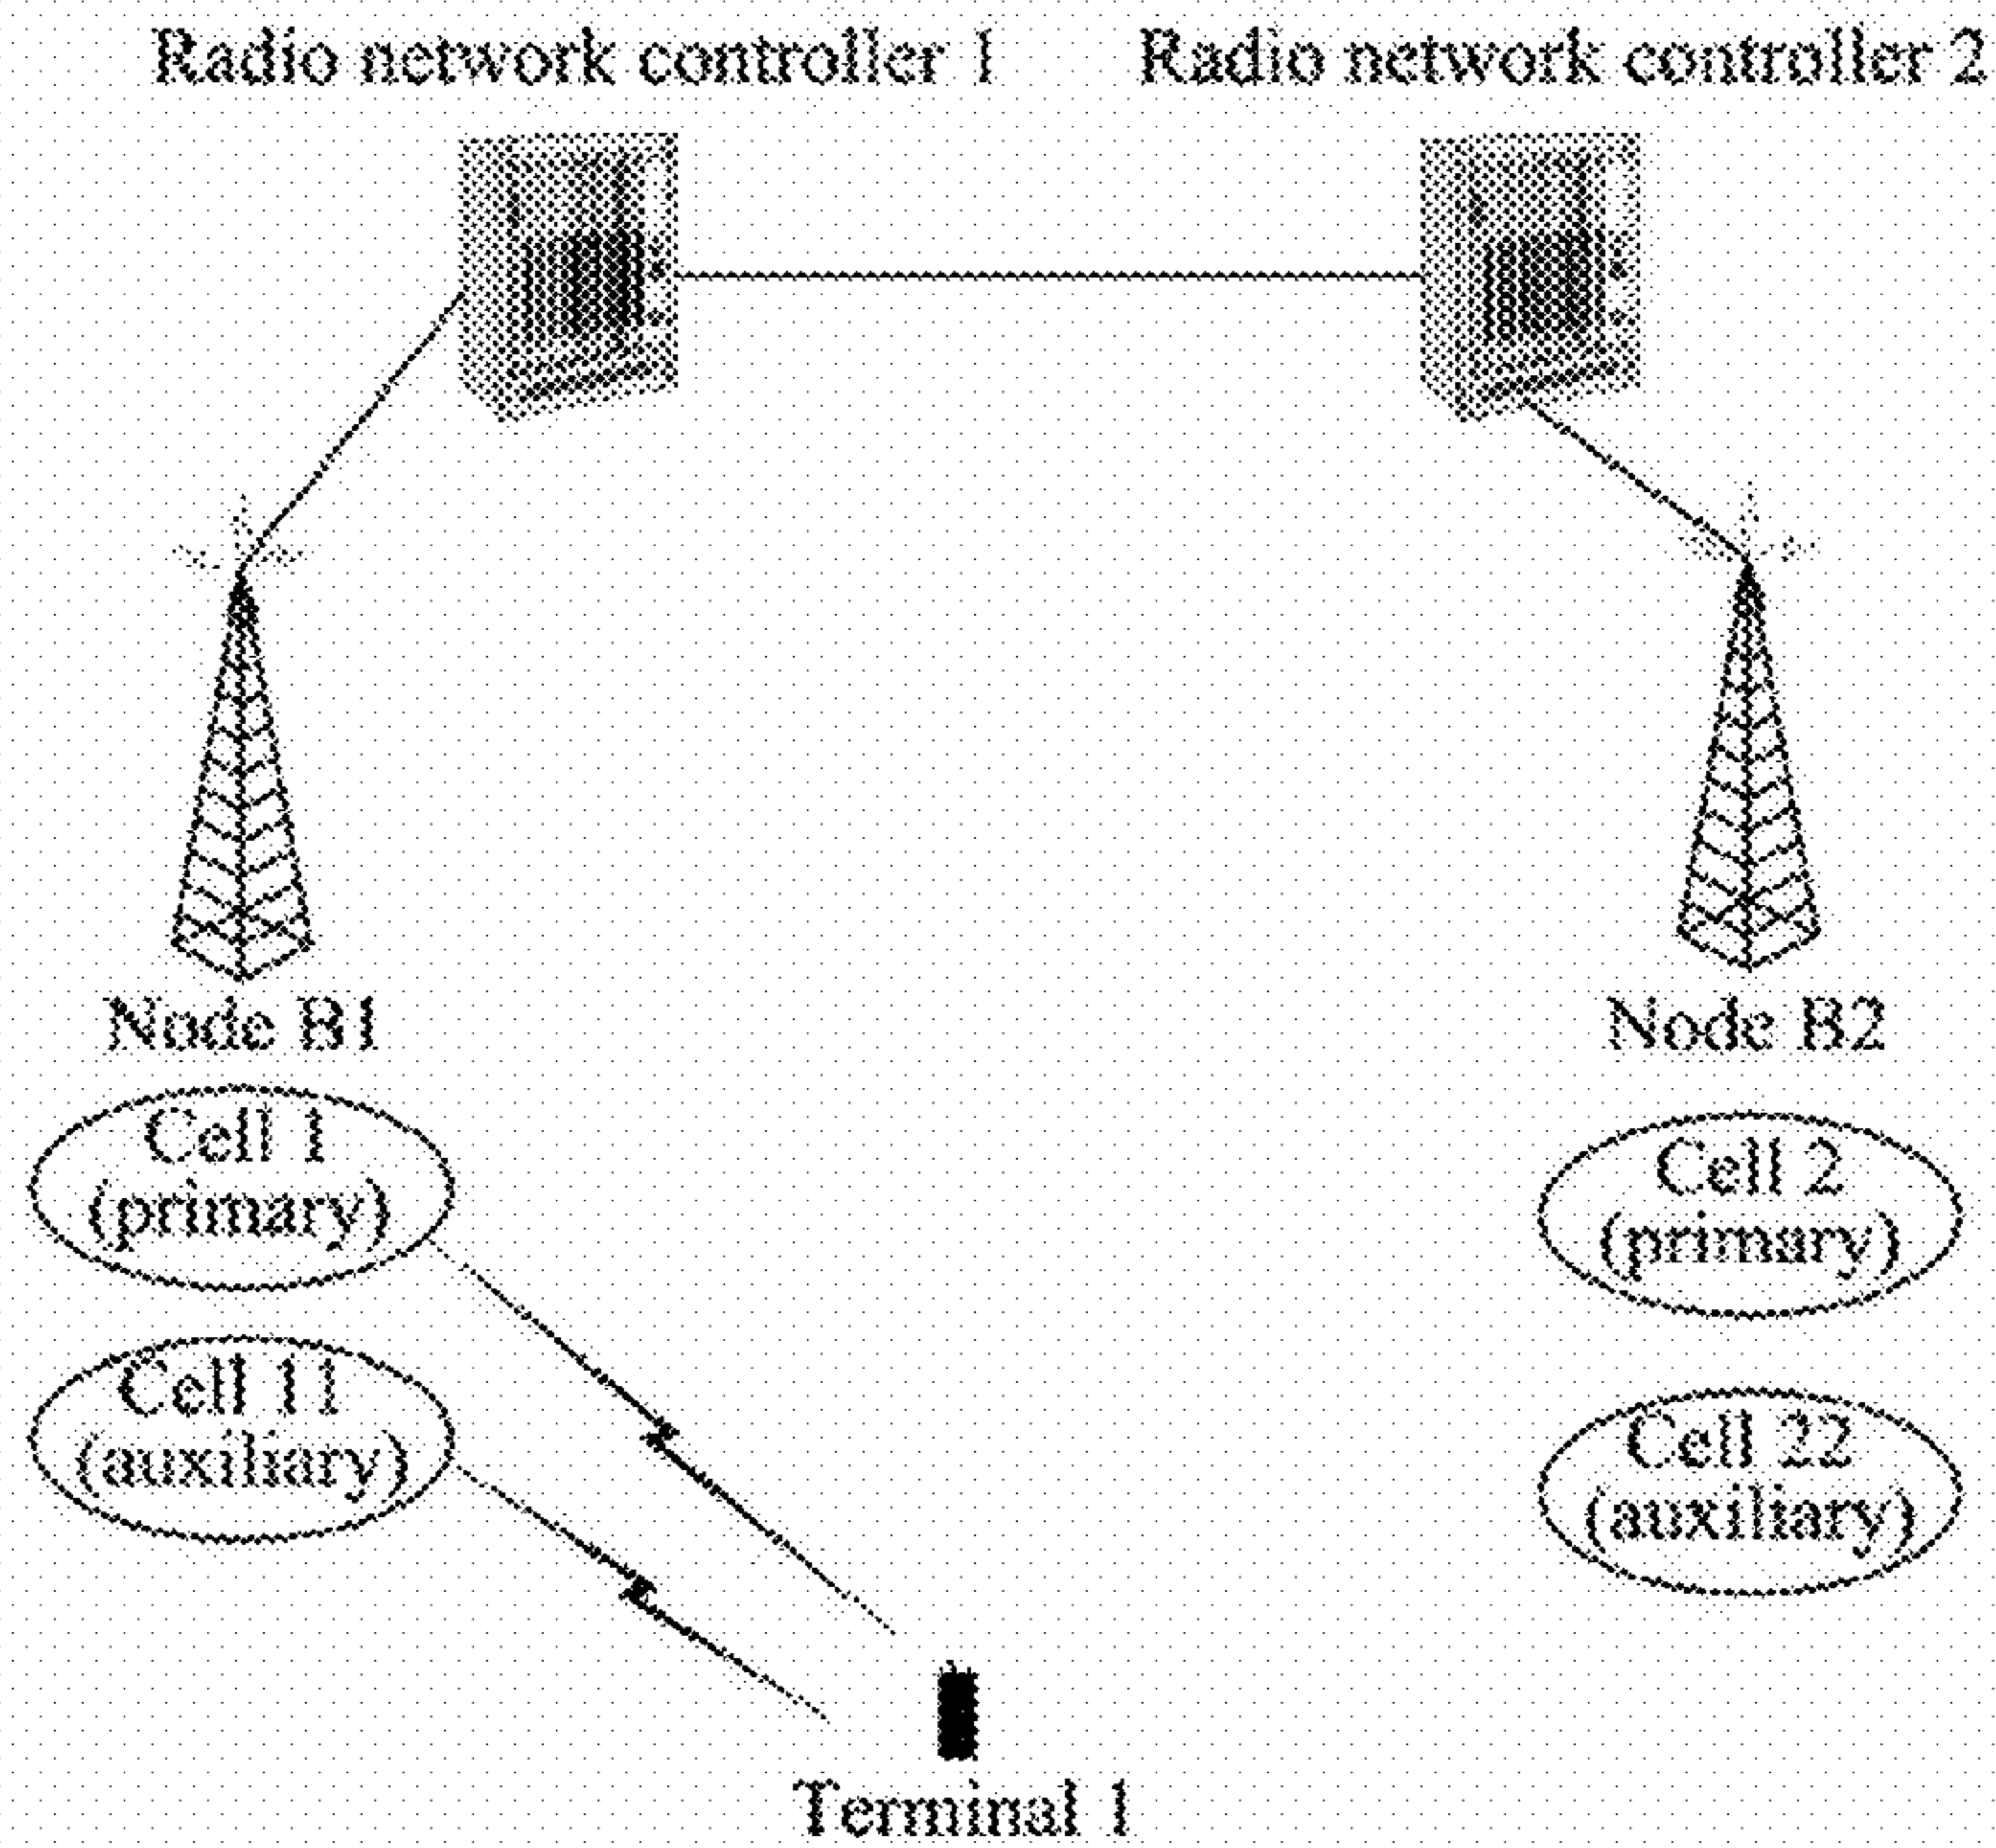 Radio network controller 1
Radio network controller 2
Node B1
Node B2
Cell 1
(primary)
Cell 2
(primary)
Cell 11
(auxiliary)
Cell 22
(auxiliary)
Terminal 1